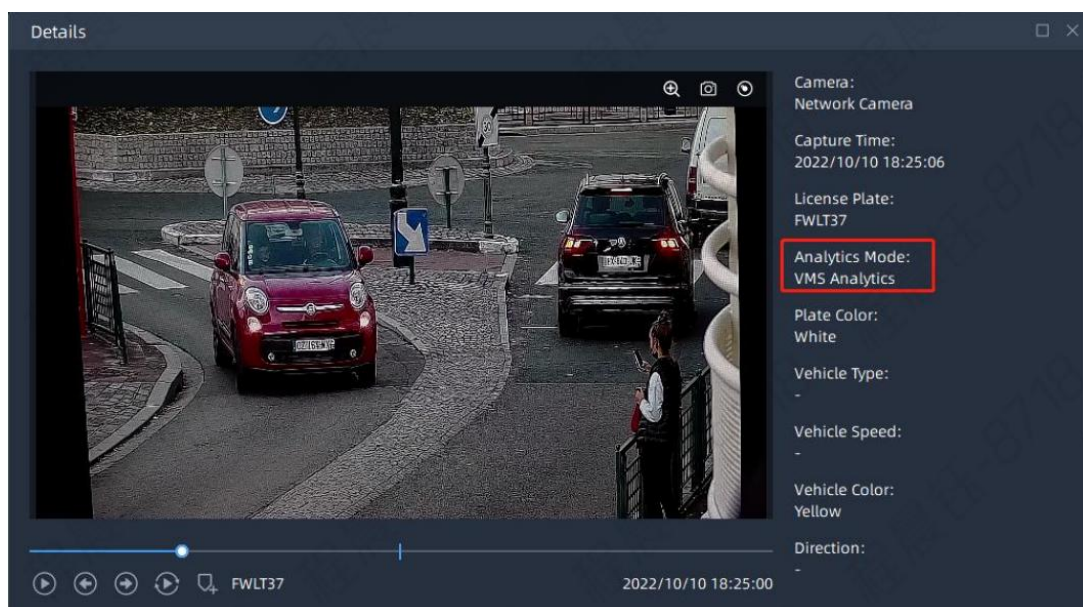 Details
Camera:
Network Camera
Capture Time:
2022/10/10 18:25:06
License Plate:
FWLT37
Analytics Mode:
VMS Analytics
Plate Color:
White
Vehicle Type:
-
Vehicle Speed:
-
Vehicle Color:
Yellow
Direction:
-
FWLT37
2022/10/10 18:25:00